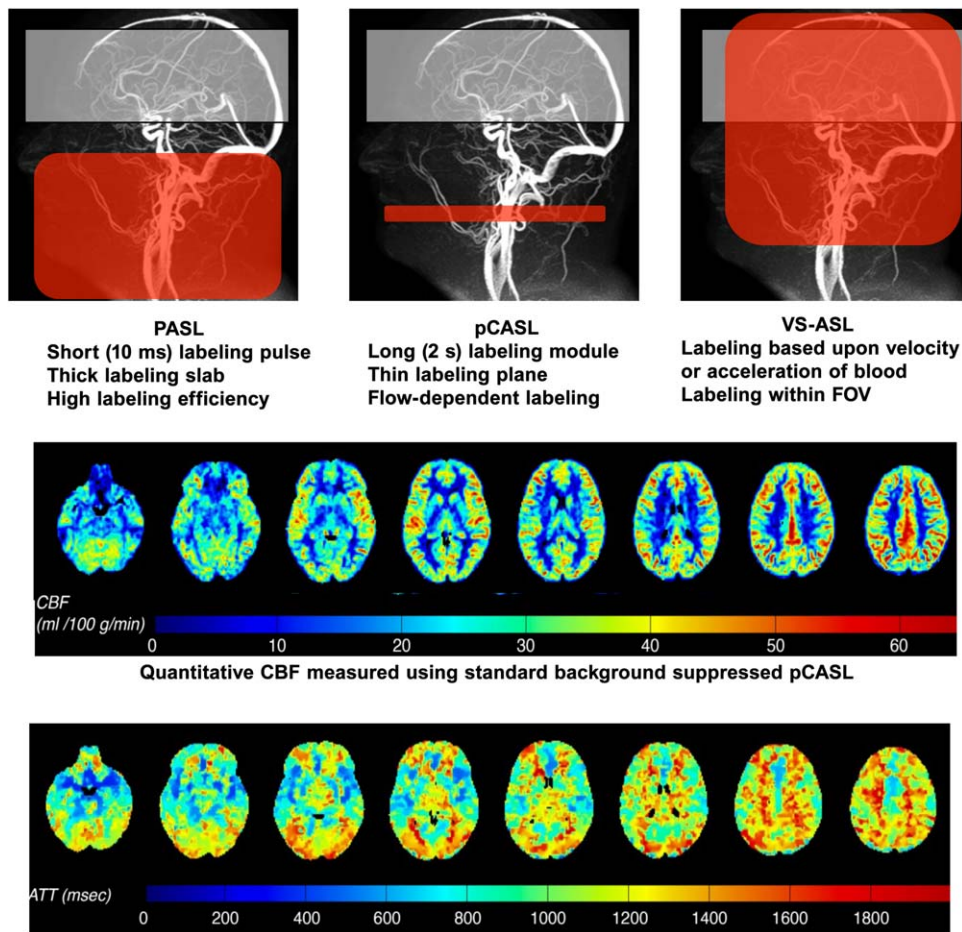 PASL
Short (10 ms) labeling pulse
Thick labeling slab
High labeling efficiency
pCASL
Long (2 s) labeling module
Thin labeling plane
Flow-dependent labeling
VS-ASL
Labeling based upon velocity
or acceleration of blood
Labeling within FOV
CBF
(ml /100 g/min)
0 10 20 30 40 50 60
Quantitative CBF measured using standard background suppressed pCASL
ATT (msec)
0 200 400 600 800 1000 1200 1400 1600 1800